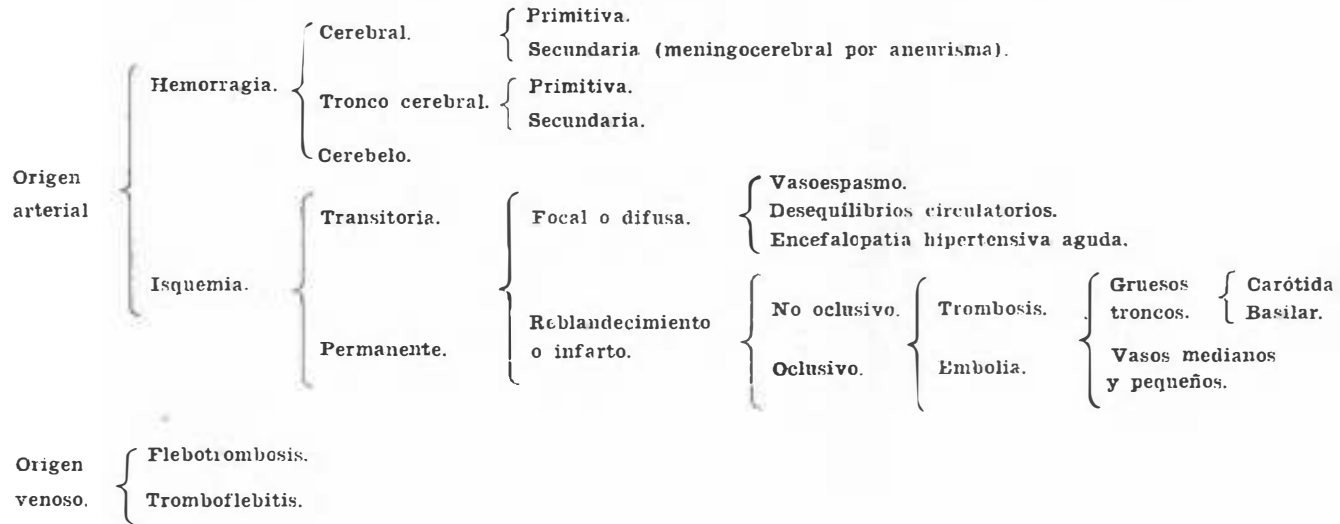 Origen
arterial
Hemorragia.
Cerebral.
Primitiva.
Secundaria (meningocerebral por aneurisma).
Tronco cerebral.
Primitiva.
Secundaria.
Cerebelo.
Isquemia.
Transitoria.
Permanente.
Focal o difusa.
Vasoespasmo.
Desequilibrios circulatorios.
Encefalopatía hipertensiva aguda.
Reblandecimiento
o infarto.
No oclusivo.
Oclusivo.
Trombosis.
Embolia.
Gruesos
troncos.
Carótida
Basilar.
Vasos medianos
y pequeños.
Origen
venoso.
Flebotrombosis.
Tromboflebitis.